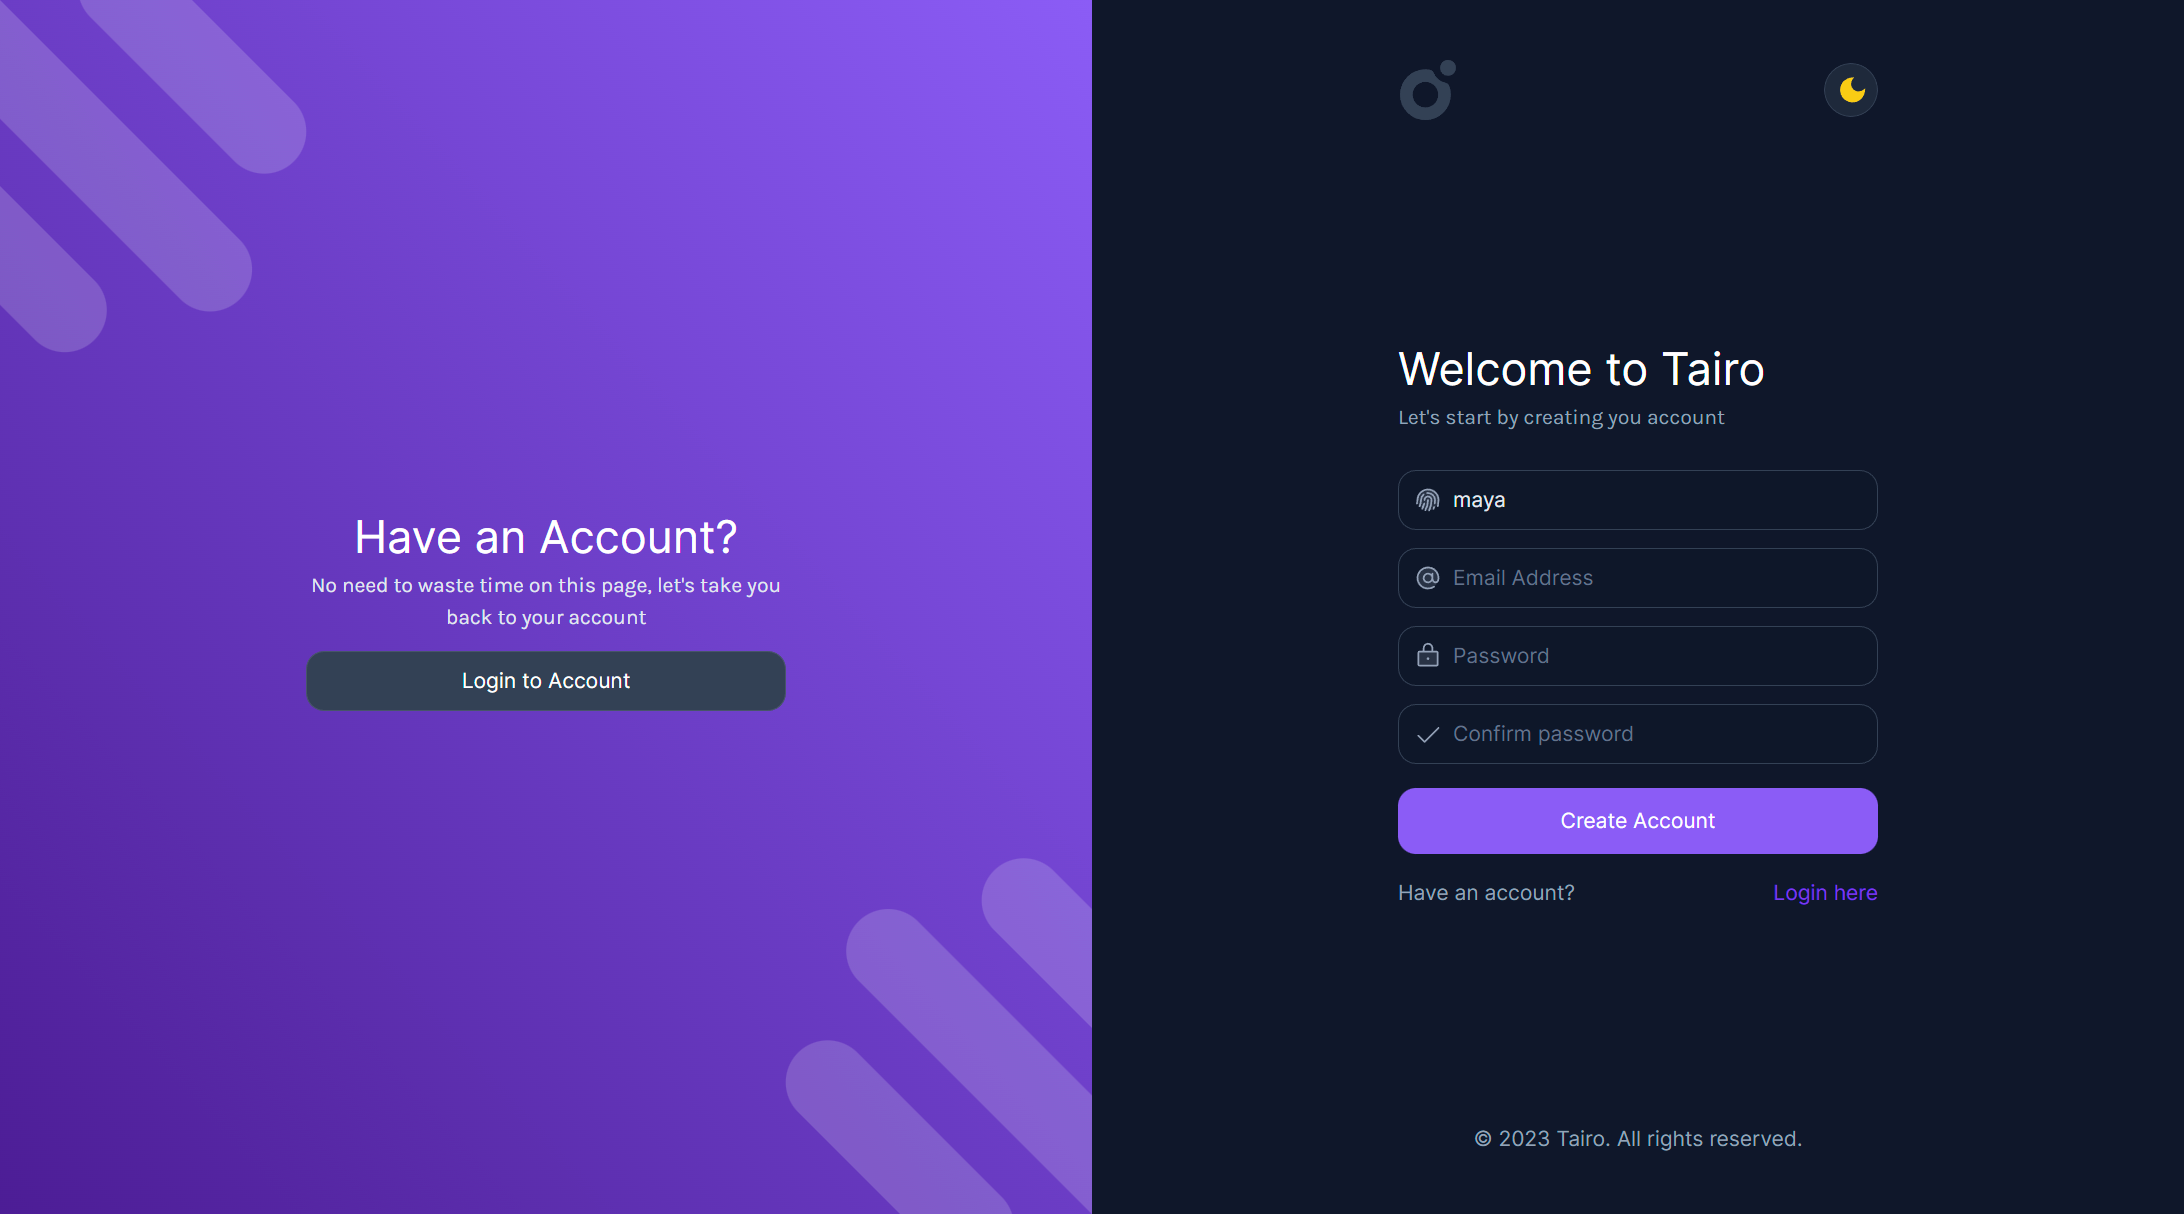 Have an Account?
No need to waste time on this page, let's take you
back to your account
Login to Account
Welcome to Tairo
Let's start by creating you account
maya
Email Address
Password
Confirm password
Create Account
Have an account?
Login here
© 2023 Tairo. All rights reserved.